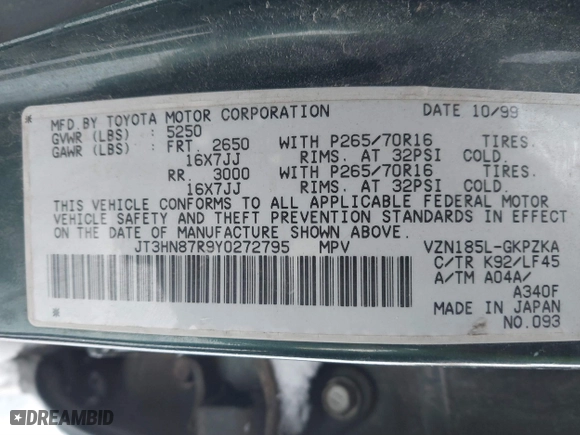 MFD.BY TOYOTA MOTOR CORPORATION DATE 10/99
GVWR (LBS) : 5250
GAWR (LBS) : FRT. 2650 WITH P265/70R16 TIRES.
16X7JJ RIMS. AT 32PSI COLD.
RR. 3000 WITH P265/70R16 TIRES.
16X7JJ RIMS. AT 32PSI COLD.
THIS VEHICLE CONFORMS TO ALL APPLICABLE FEDERAL MOTOR
VEHICLE SAFETY AND THEFT PREVENTION STANDARDS IN EFFECT
ON THE DATE OF MANUFACTURE SHOWN ABOVE.
JT3HN87R9Y0272795 MPV VZN185L-GKPZKA
C/TR K92/LF45
A/TM A04A/
A340F
MADE IN JAPAN
NO.093
DREAMBID